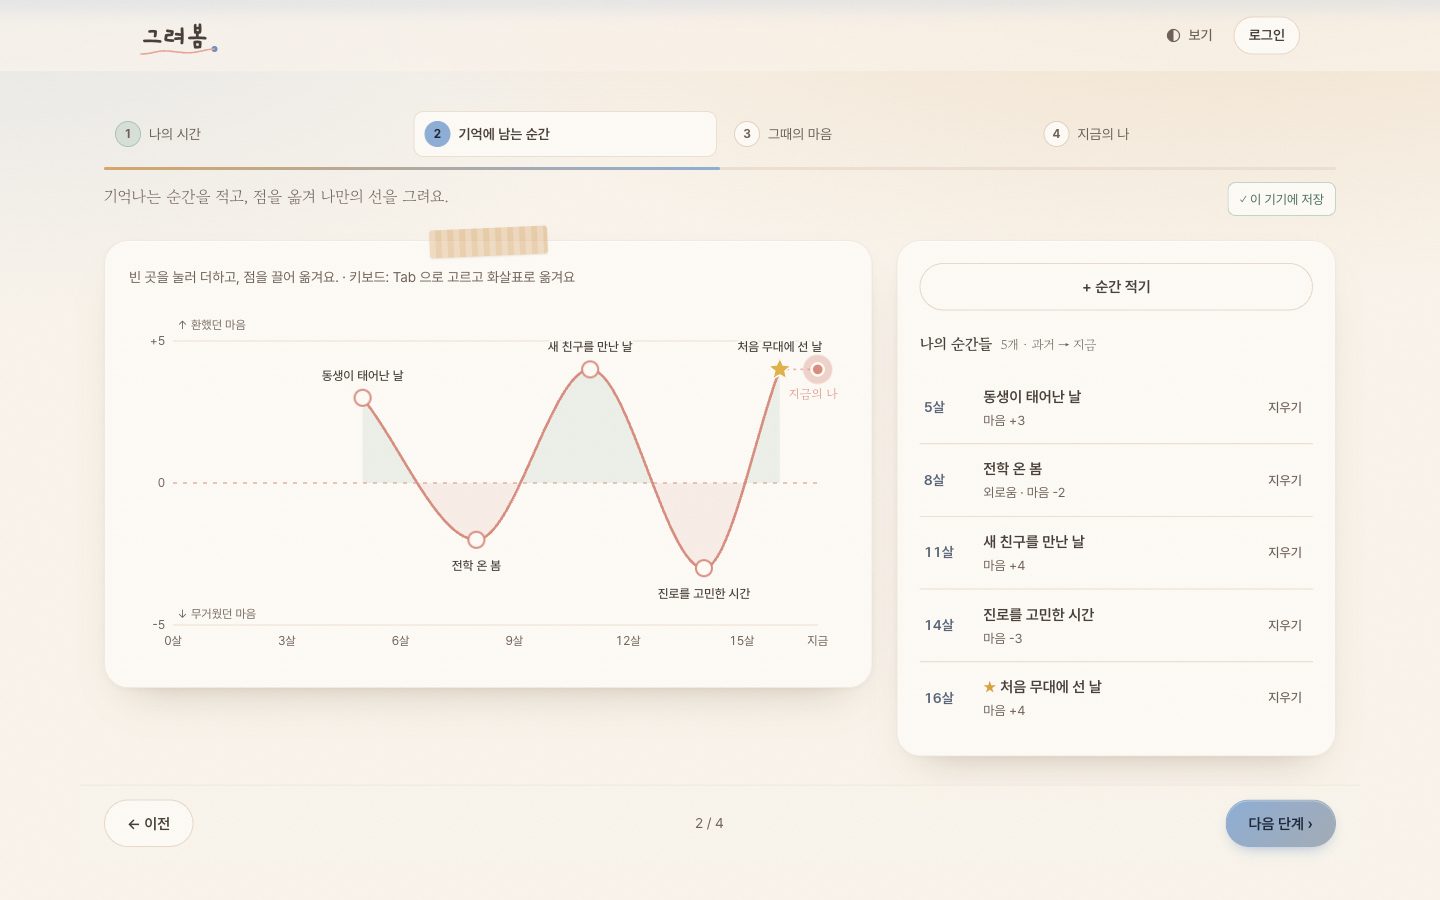 그려봄
보기
로그인
1 나의 시간
2 기억에 남는 순간
3 그때의 마음
4 지금의 나
기억나는 순간을 적고, 점을 옮겨 나만의 선을 그려요.
✓ 이 기기에 저장
빈 곳을 눌러 더하고, 점을 끌어 옮겨요. · 키보드: Tab 으로 고르고 화살표로 옮겨요
↑ 환했던 마음
+5
새 친구를 만난 날
처음 무대에 선 날
동생이 태어난 날
지금의 나
0
전학 온 봄
진로를 고민한 시간
↓ 무거웠던 마음
-5
0살 3살 6살 9살 12살 15살 지금
+ 순간 적기
나의 순간들 5개 · 과거 → 지금
5살
동생이 태어난 날
마음 +3
지우기
8살
전학 온 봄
외로움 · 마음 -2
지우기
11살
새 친구를 만난 날
마음 +4
지우기
14살
진로를 고민한 시간
마음 -3
지우기
16살
★ 처음 무대에 선 날
마음 +4
지우기
← 이전
2 / 4
다음 단계 ›